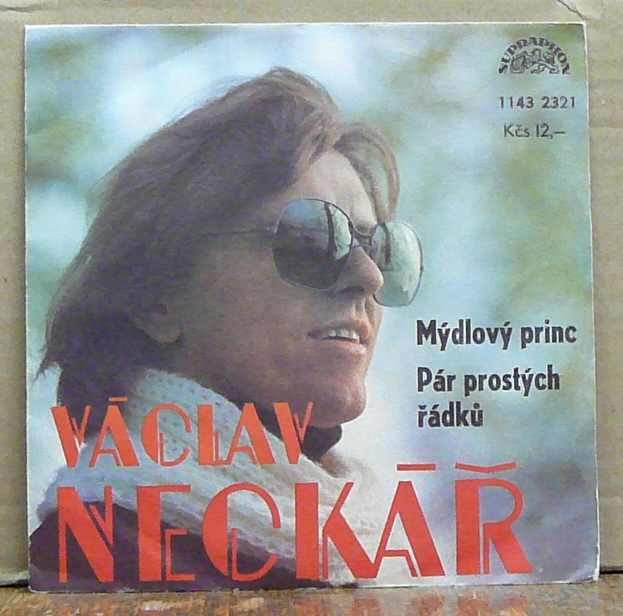 SUPRAPHON
1143 2321
Kčs 12,–
Mýdlový princ
Pár prostých
řádků
VÁCLAV
NECKÁŘ